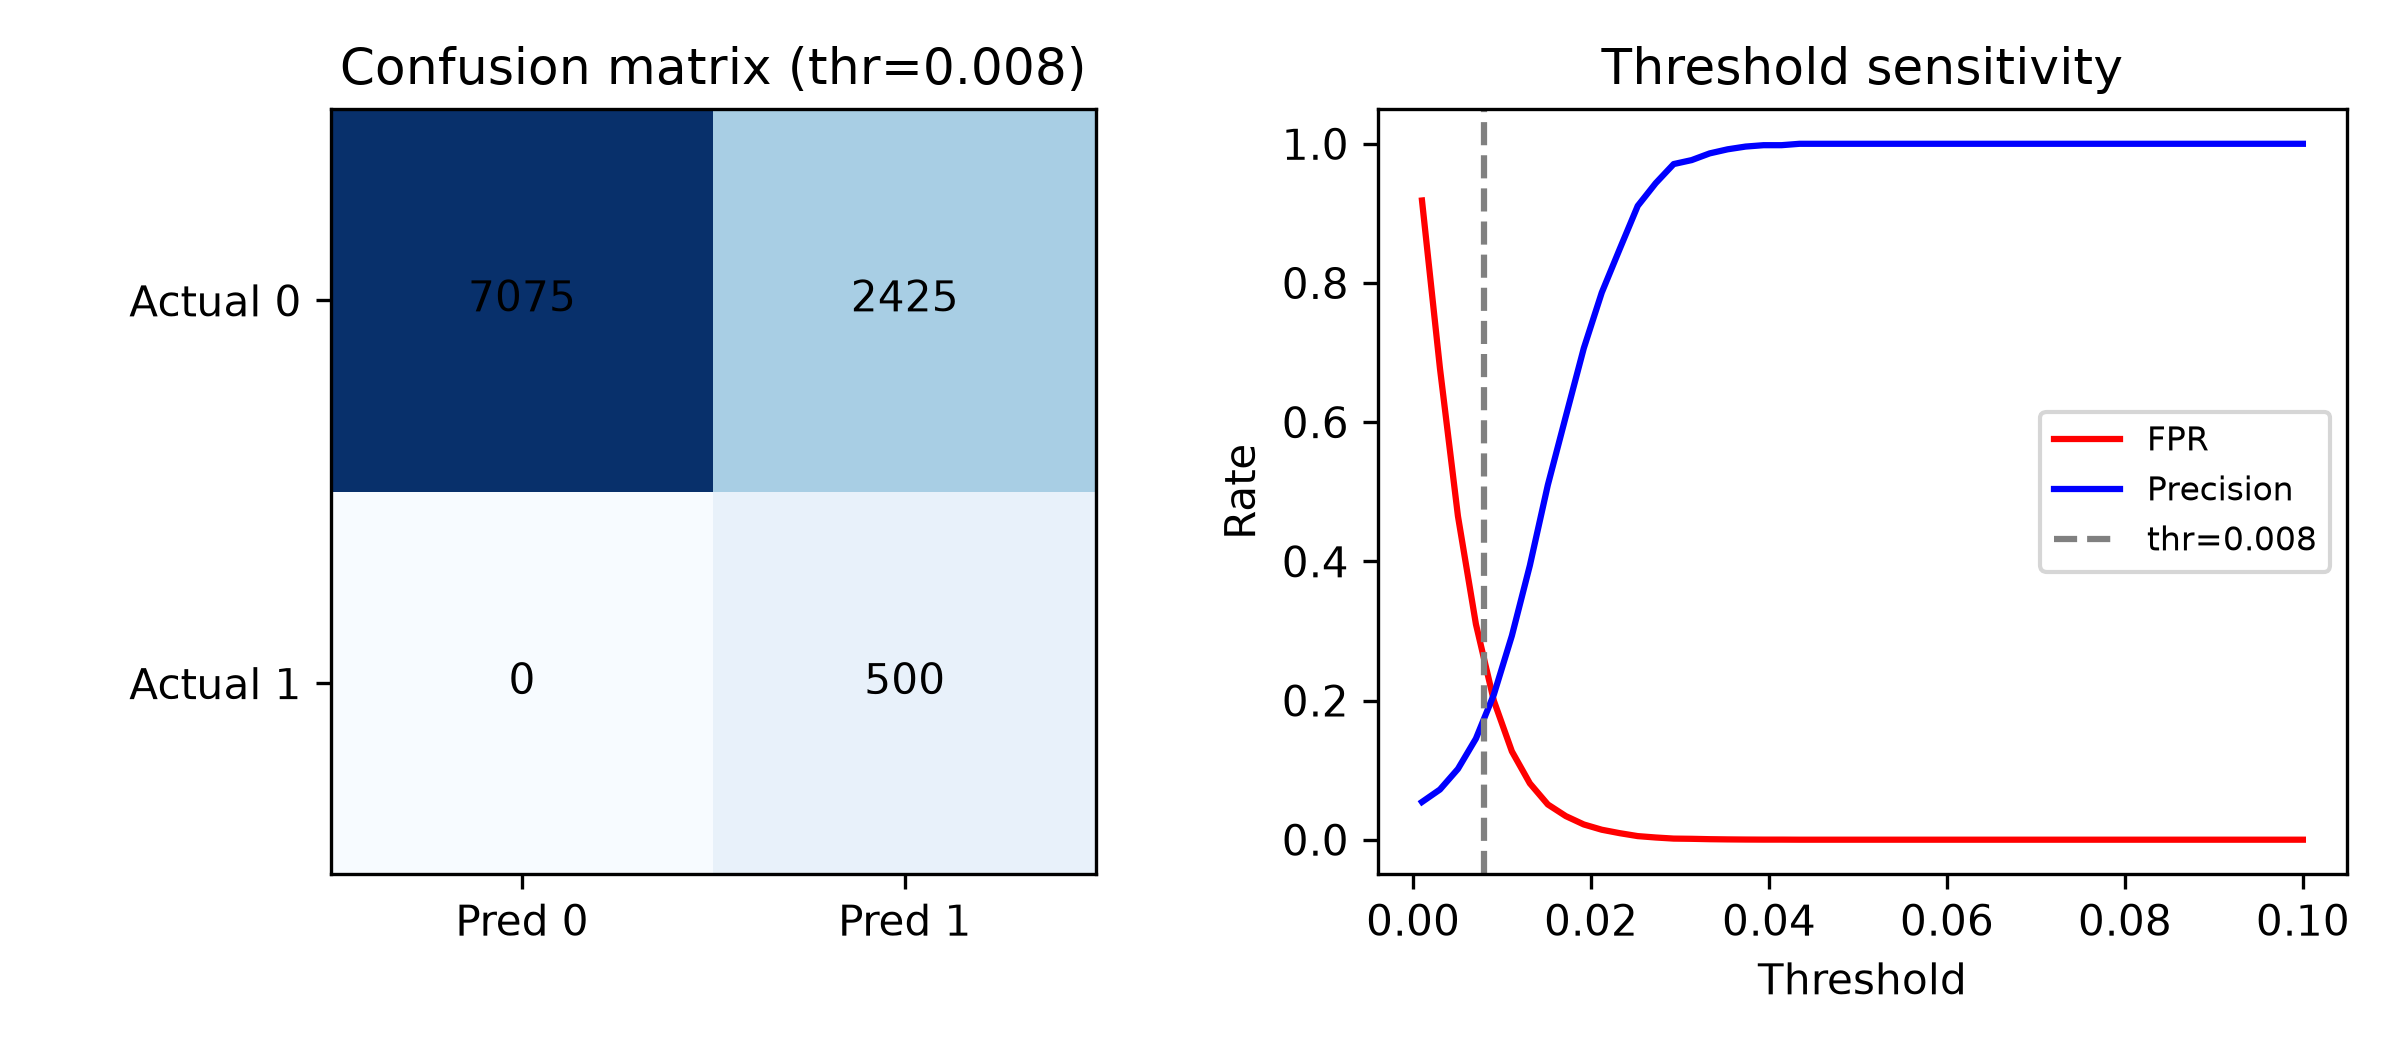 Confusion matrix (thr=0.008)
Actual 0
7075
2425
Actual 1
0
500
Pred 0
Pred 1
Threshold sensitivity
Rate
1.0
0.8
0.6
0.4
0.2
0.0
FPR
Precision
thr=0.008
0.00
0.02
0.04
0.06
0.08
0.10
Threshold